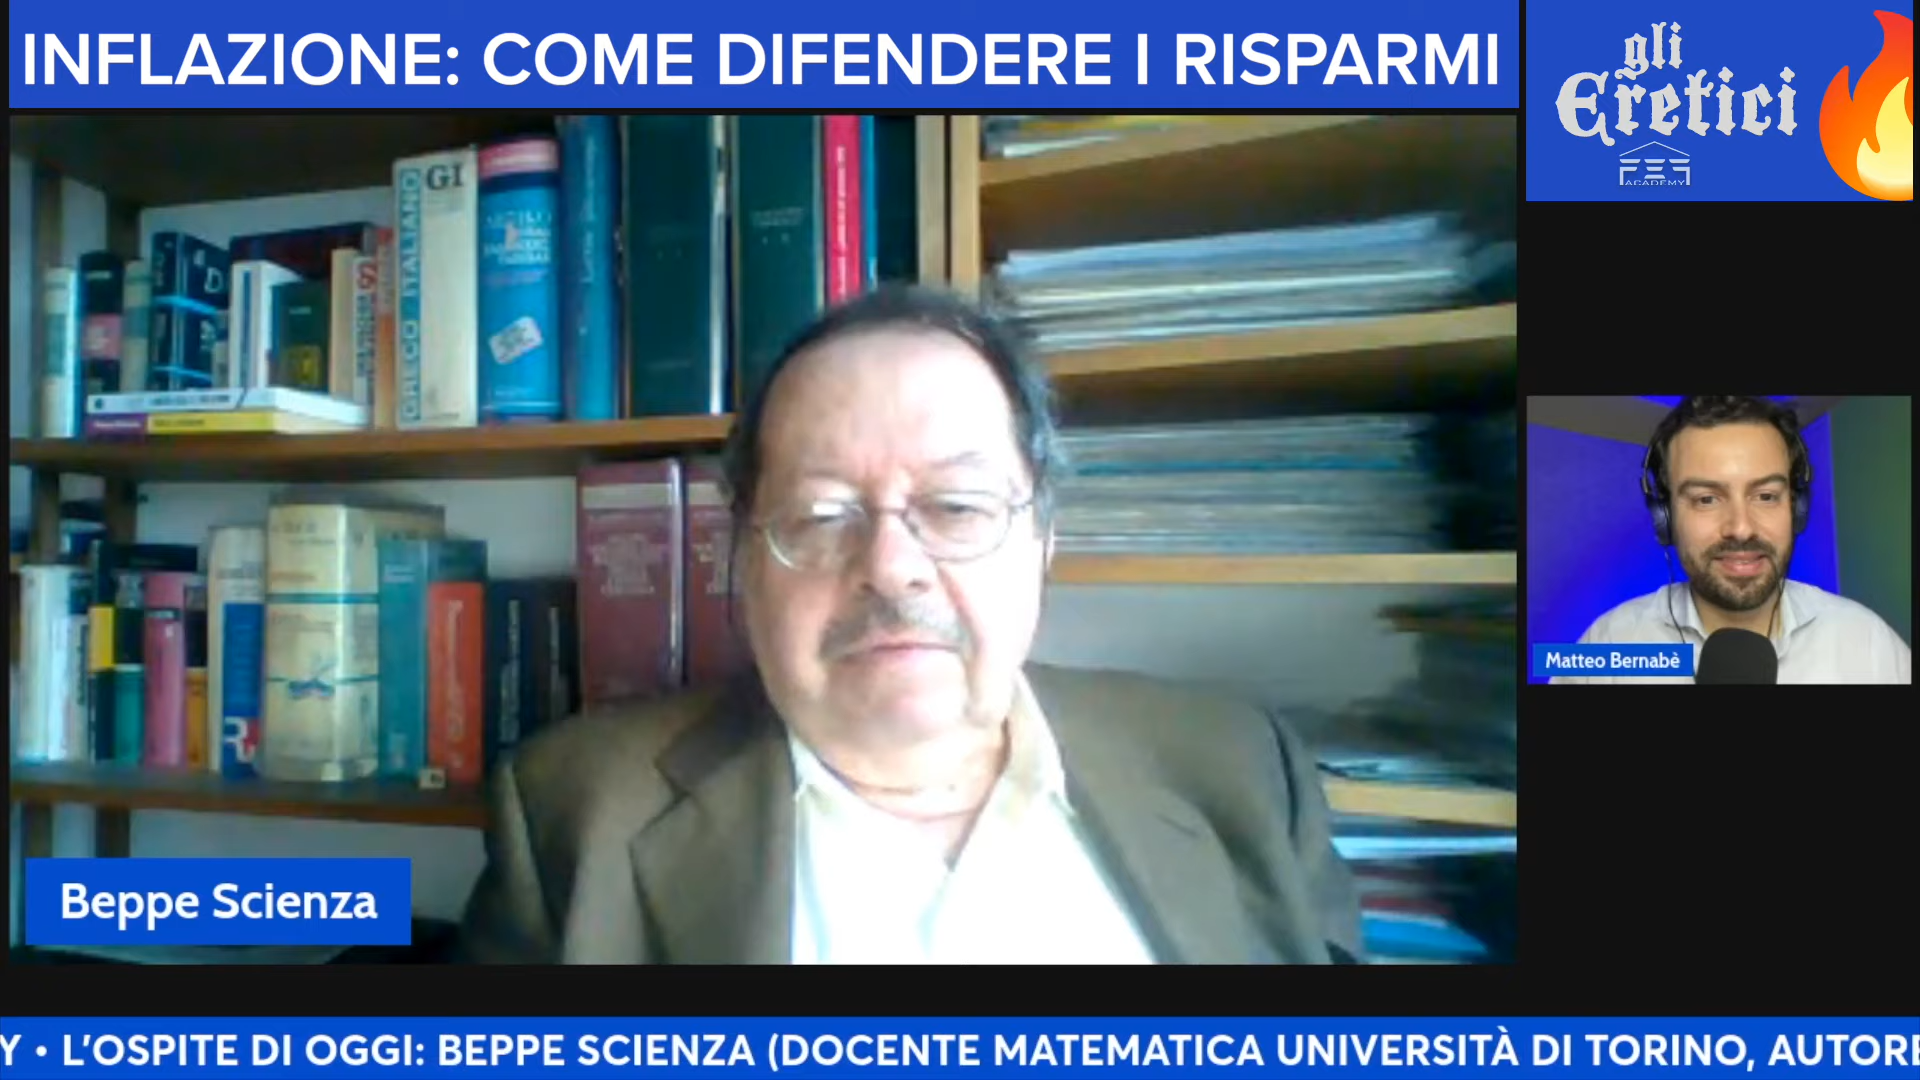 INFLAZIONE: COME DIFENDERE I RISPARMI
gli
Eretici
FEF
ACADEMY
GI
GRECO ITALIANO
Matteo Bernabè
Beppe Scienza
Y • L'OSPITE DI OGGI: BEPPE SCIENZA (DOCENTE MATEMATICA UNIVERSITÀ DI TORINO, AUTORE